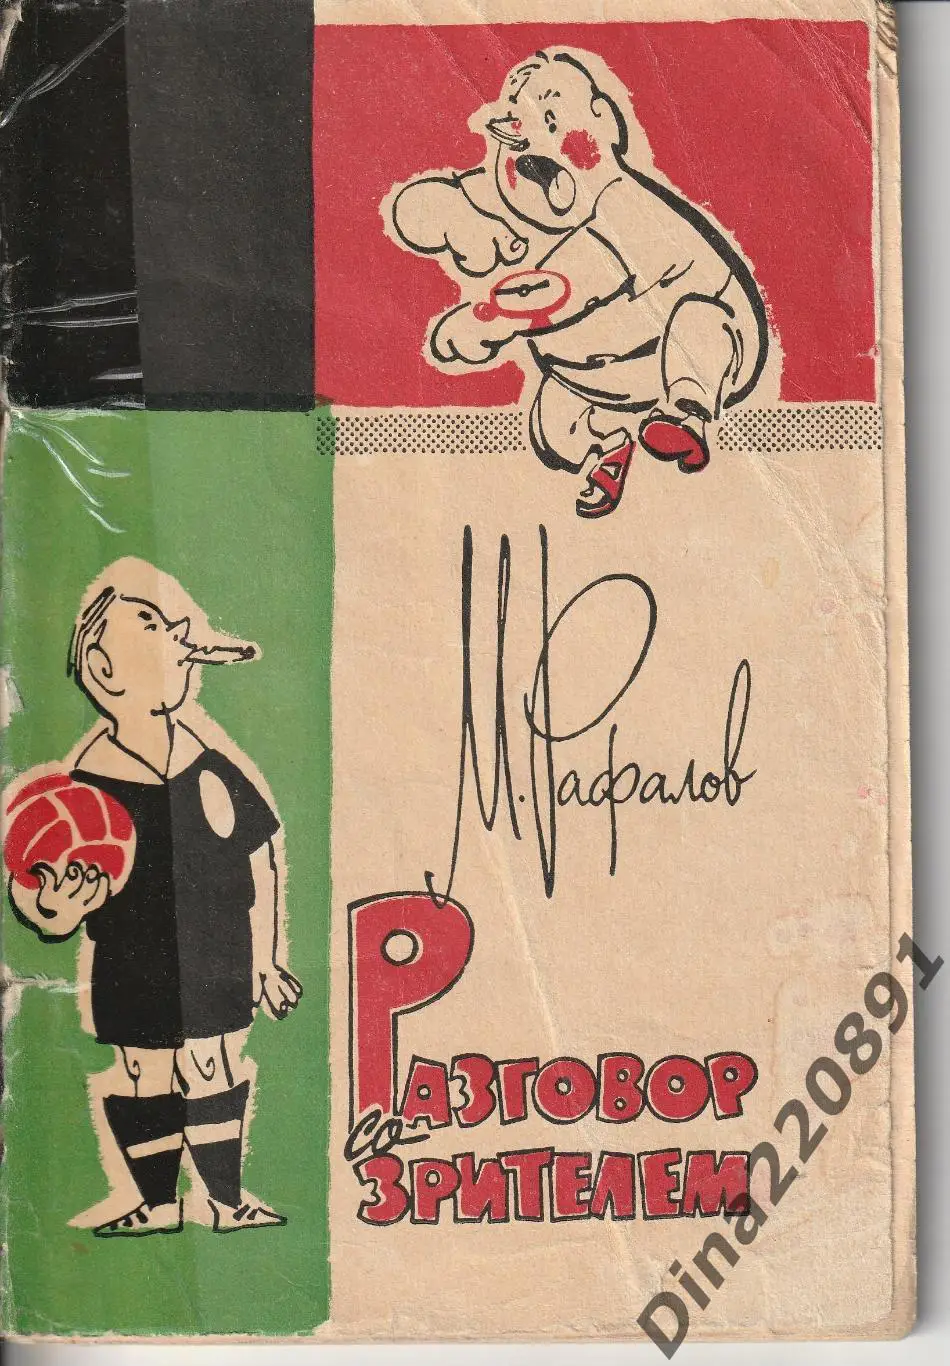 М. Рафалов
Разговор
со
зрителем
Dina220891